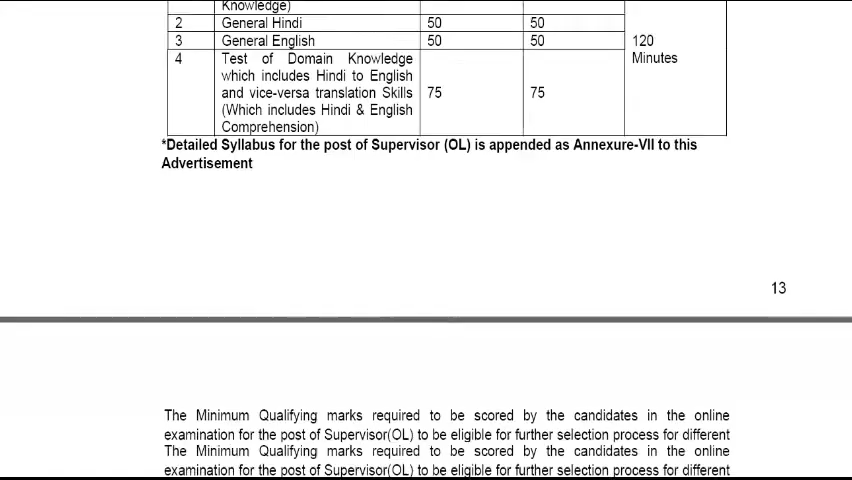 Knowledge)
2 General Hindi 50 50
3 General English 50 50 120
4 Test of Domain Knowledge Minutes
which includes Hindi to English
and vice-versa translation Skills 75 75
(Which includes Hindi & English
Comprehension)
*Detailed Syllabus for the post of Supervisor (OL) is appended as Annexure-VII to this
Advertisement
13
The Minimum Qualifying marks required to be scored by the candidates in the online
examination for the post of Supervisor(OL) to be eligible for further selection process for different
The Minimum Qualifying marks required to be scored by the candidates in the online
examination for the post of Supervisor(OL) to be eligible for further selection process for different